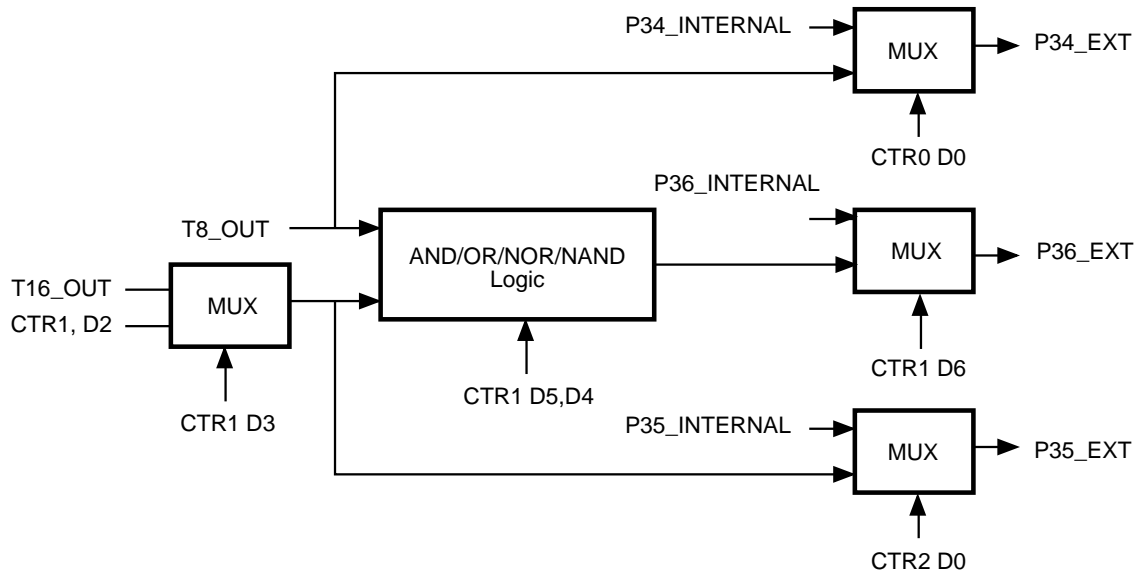 P34_INTERNAL
MUX
P34_EXT
CTR0 D0
P36_INTERNAL
T8_OUT
AND/OR/NOR/NAND
Logic
MUX
P36_EXT
T16_OUT
CTR1, D2
MUX
CTR1 D6
CTR1 D3
CTR1 D5,D4
P35_INTERNAL
MUX
P35_EXT
CTR2 D0